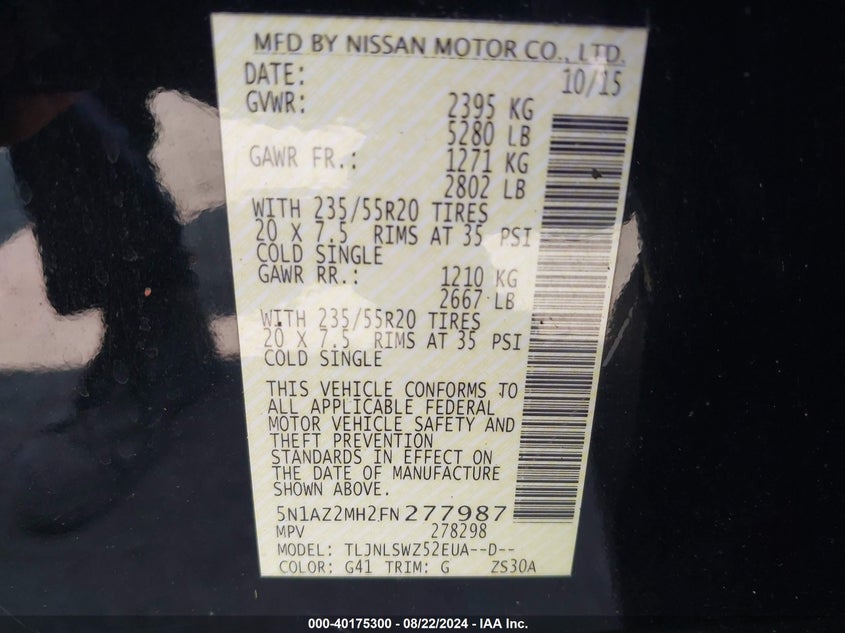 MFD BY NISSAN MOTOR CO., LTD.
DATE: 10/15
GVWR: 2395 KG
5280 LB
GAWR FR.: 1271 KG
2802 LB
WITH 235/55R20 TIRES
20 X 7.5 RIMS AT 35 PSI
COLD SINGLE
GAWR RR.: 1210 KG
2667 LB
WITH 235/55R20 TIRES
20 X 7.5 RIMS AT 35 PSI
COLD SINGLE
THIS VEHICLE CONFORMS TO
ALL APPLICABLE FEDERAL
MOTOR VEHICLE SAFETY AND
THEFT PREVENTION
STANDARDS IN EFFECT ON
THE DATE OF MANUFACTURE
SHOWN ABOVE.
5N1AZ2MH2FN277987
MPV 278298
MODEL: TLJNLSWZ52EUA--D--
COLOR: G41 TRIM: G ZS30A
000-40175300 - 08/22/2024 - IAA Inc.